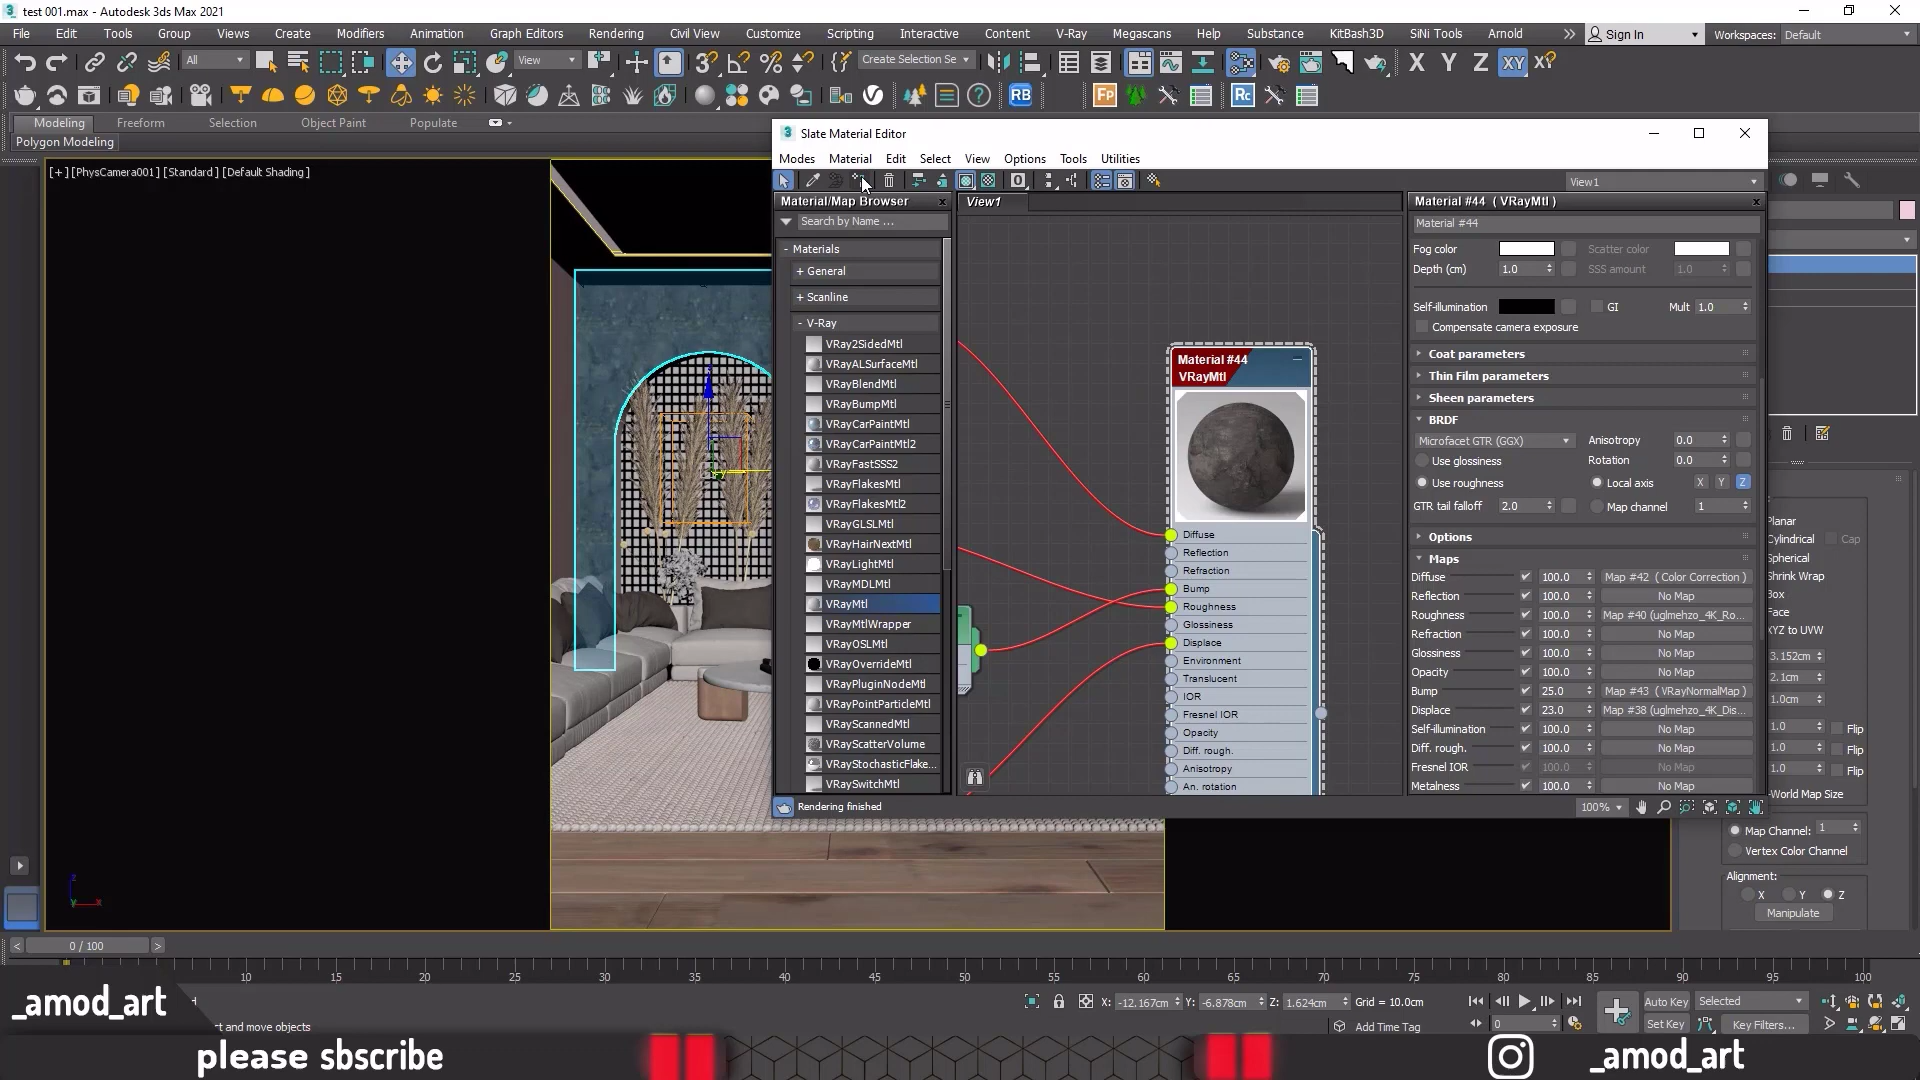 test 001.max - Autodesk 3ds Max 2021
File Edit Tools Group Views Create Modifiers Animation Graph Editors Rendering Civil View Customize Scripting Interactive Content V-Ray Megascans Help Substance KitBash3D SiNi Tools Arnold
Sign In
Workspaces: Default
All
View
Create Selection Se
X Y Z XY
Fp
RB
Rc
Modeling Freeform Selection Object Paint Populate
Polygon Modeling
[+] [PhysCamera001] [Standard] [Default Shading]
Slate Material Editor
Modes Material Edit Select View Options Tools Utilities
View1
Material/Map Browser
Search by Name ...
- Materials
+ General
+ Scanline
- V-Ray
VRay2SidedMtl
VRayALSurfaceMtl
VRayBlendMtl
VRayBumpMtl
VRayCarPaintMtl
VRayCarPaintMtl2
VRayFastSSS2
VRayFlakesMtl
VRayFlakesMtl2
VRayGLSLMtl
VRayHairNextMtl
VRayLightMtl
VRayMDLMtl
VRayMtl
VRayMtlWrapper
VRayOSLMtl
VRayOverrideMtl
VRayPluginNodeMtl
VRayPointParticleMtl
VRayScannedMtl
VRayScatterVolume
VRayStochasticFlake...
VRaySwitchMtl
View1
Material #44
VRayMtl
Diffuse
Reflection
Refraction
Bump
Roughness
Glossiness
Displace
Environment
Translucent
IOR
Fresnel IOR
Opacity
Diff. rough.
Anisotropy
An. rotation
Material #44 ( VRayMtl )
Material #44
Fog color
Scatter color
Depth (cm) 1.0
SSS amount 1.0
Self-illumination
GI Mult 1.0
Compensate camera exposure
Coat parameters
Thin Film parameters
Sheen parameters
BRDF
Microfacet GTR (GGX) Anisotropy 0.0
Use glossiness Rotation 0.0
Use roughness Local axis X Y Z
GTR tail falloff 2.0 Map channel 1
Options
Maps
Diffuse 100.0 Map #42 ( Color Correction )
Reflection 100.0 No Map
Roughness 100.0 Map #40 (uglmehzo_4K_Ro...
Refraction 100.0 No Map
Glossiness 100.0 No Map
Opacity 100.0 No Map
Bump 25.0 Map #43 ( VRayNormalMap )
Displace 23.0 Map #38 (uglmehzo_4K_Dis...
Self-illumination 100.0 No Map
Diff. rough. 100.0 No Map
Fresnel IOR 100.0 No Map
Metalness 100.0 No Map
Rendering finished
100%
Planar
Cylindrical Cap
Spherical
Shrink Wrap
Box
Face
XYZ to UVW
3.152cm
2.1cm
1.0cm
1.0 Flip
1.0 Flip
1.0 Flip
-World Map Size
Map Channel: 1
Vertex Color Channel
Alignment:
X Y Z
Manipulate
0 / 100
10 15 20 25 30 35 40 45 50 55 60 65 70 75 80 85 90 95 100
_amod_art
ct and move objects
X: -12.167cm Y: -6.878cm Z: 1.624cm Grid = 10.0cm
Add Time Tag
0
Auto Key
Selected
Set Key
Key Filters...
please sbscribe
_amod_art